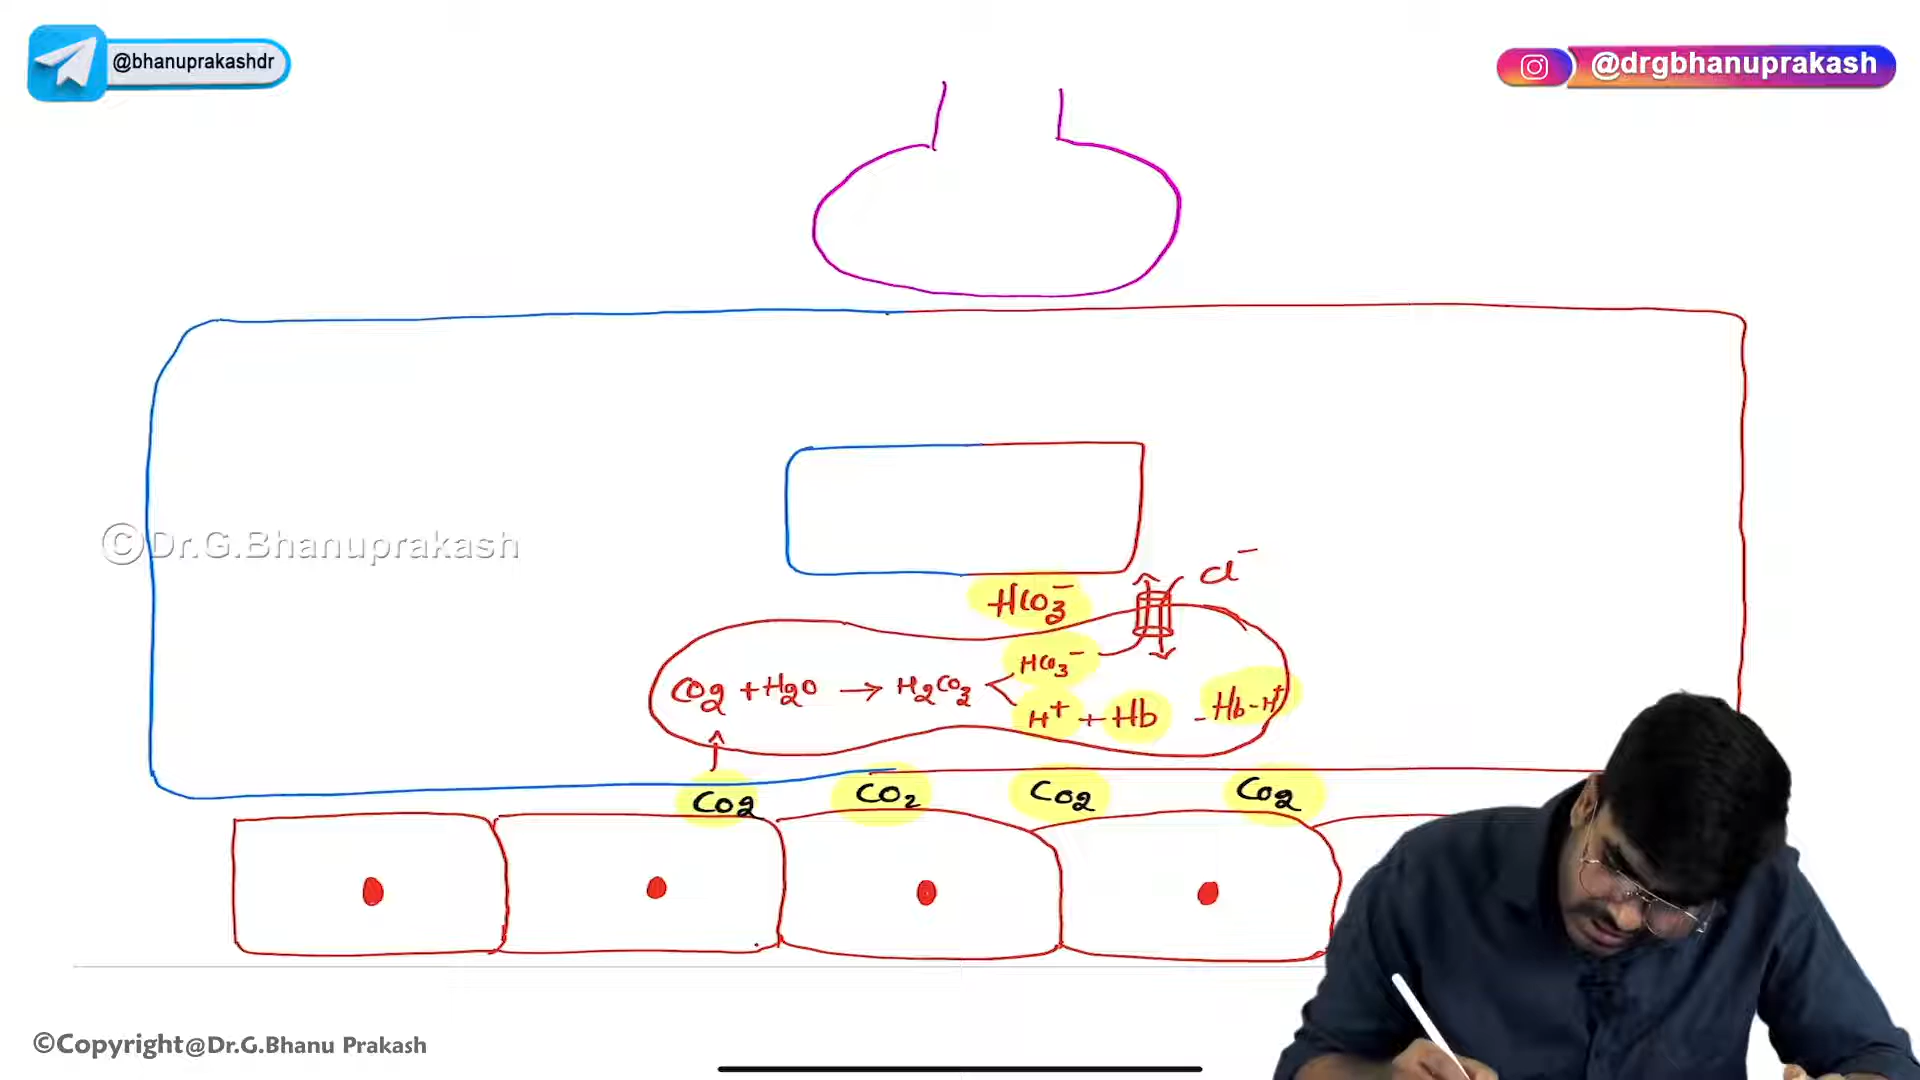 @bhanuprakashdr
@drgbhanuprakash
©Dr.G.Bhanuprakash
Cl⁻
HCO₃⁻
HCO₃⁻
CO₂ + H₂O → H₂CO₃
H⁺ + Hb - Hb-H⁺
CO₂ CO₂ CO₂ CO₂
©Copyright@Dr.G.Bhanu Prakash